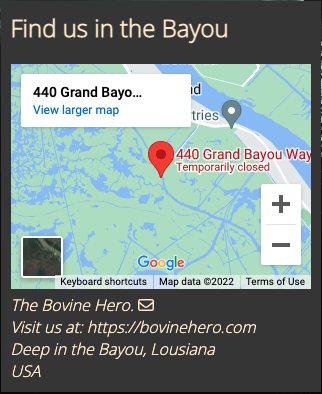 Find us in the Bayou
440 Grand Bayo...
View larger map
nd
tries
440 Grand Bayou Way
Temporarily closed
Google
Keyboard shortcuts
Map data ©2022
Terms of Use
The Bovine Hero.
Visit us at: https://bovinehero.com
Deep in the Bayou, Lousiana
USA